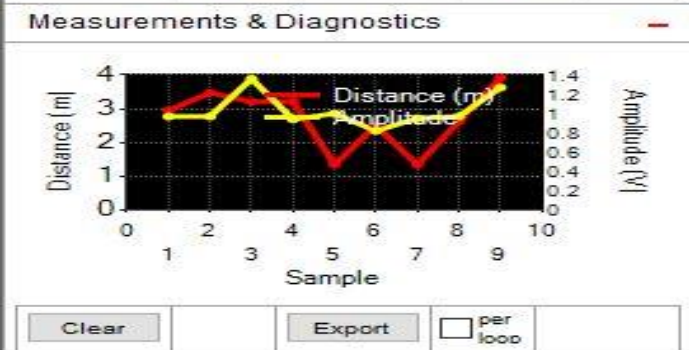 Measurements & Diagnostics
4
3
2
1
0
Distance (m)
Distance (m)
Amplitude
1.4
1.2
1
0.8
0.6
0.4
0.2
0
Amplitude (V)
0 2 4 6 8 10
1 3 5 7 9
Sample
Clear Export per
loop